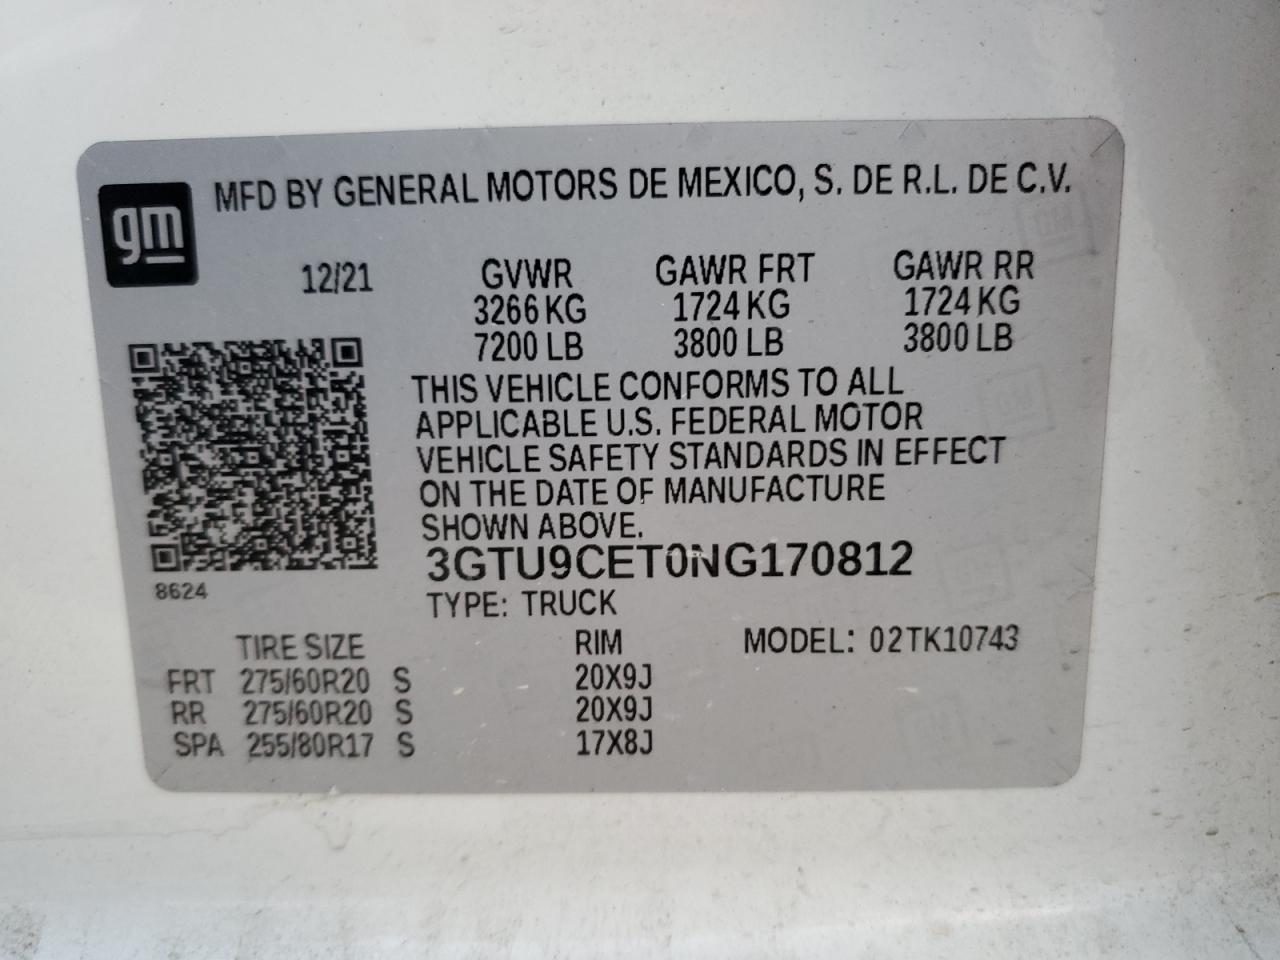 gm MFD BY GENERAL MOTORS DE MEXICO, S. DE R.L. DE C.V.
12/21 GVWR GAWR FRT GAWR RR
3266 KG 1724 KG 1724 KG
7200 LB 3800 LB 3800 LB
THIS VEHICLE CONFORMS TO ALL
APPLICABLE U.S. FEDERAL MOTOR
VEHICLE SAFETY STANDARDS IN EFFECT
ON THE DATE OF MANUFACTURE
SHOWN ABOVE.
3GTU9CET0NG170812
8624
TYPE: TRUCK
TIRE SIZE RIM MODEL: 02TK10743
FRT 275/60R20 S 20X9J
RR 275/60R20 S 20X9J
SPA 255/80R17 S 17X8J